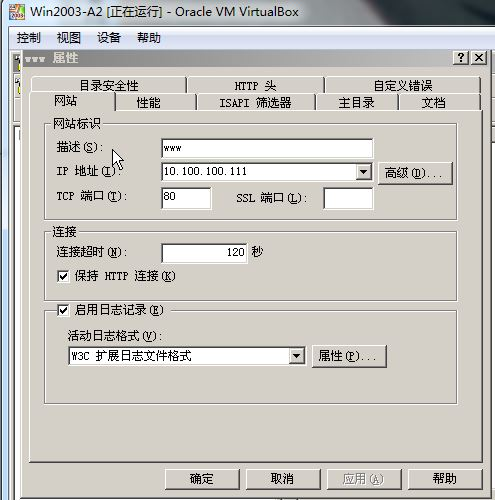 Win2003-A2 [正在运行] - Oracle VM VirtualBox
控制 视图 设备 帮助
www 属性
目录安全性 HTTP 头 自定义错误
网站 性能 ISAPI 筛选器 主目录 文档
网站标识
描述(S): www
IP 地址(I): 10.100.100.111 高级(D)...
TCP 端口(T): 80 SSL 端口(L):
连接
连接超时(N): 120 秒
保持 HTTP 连接(K)
启用日志记录(E)
活动日志格式(V):
W3C 扩展日志文件格式 属性(P)...
确定 取消 应用(A) 帮助